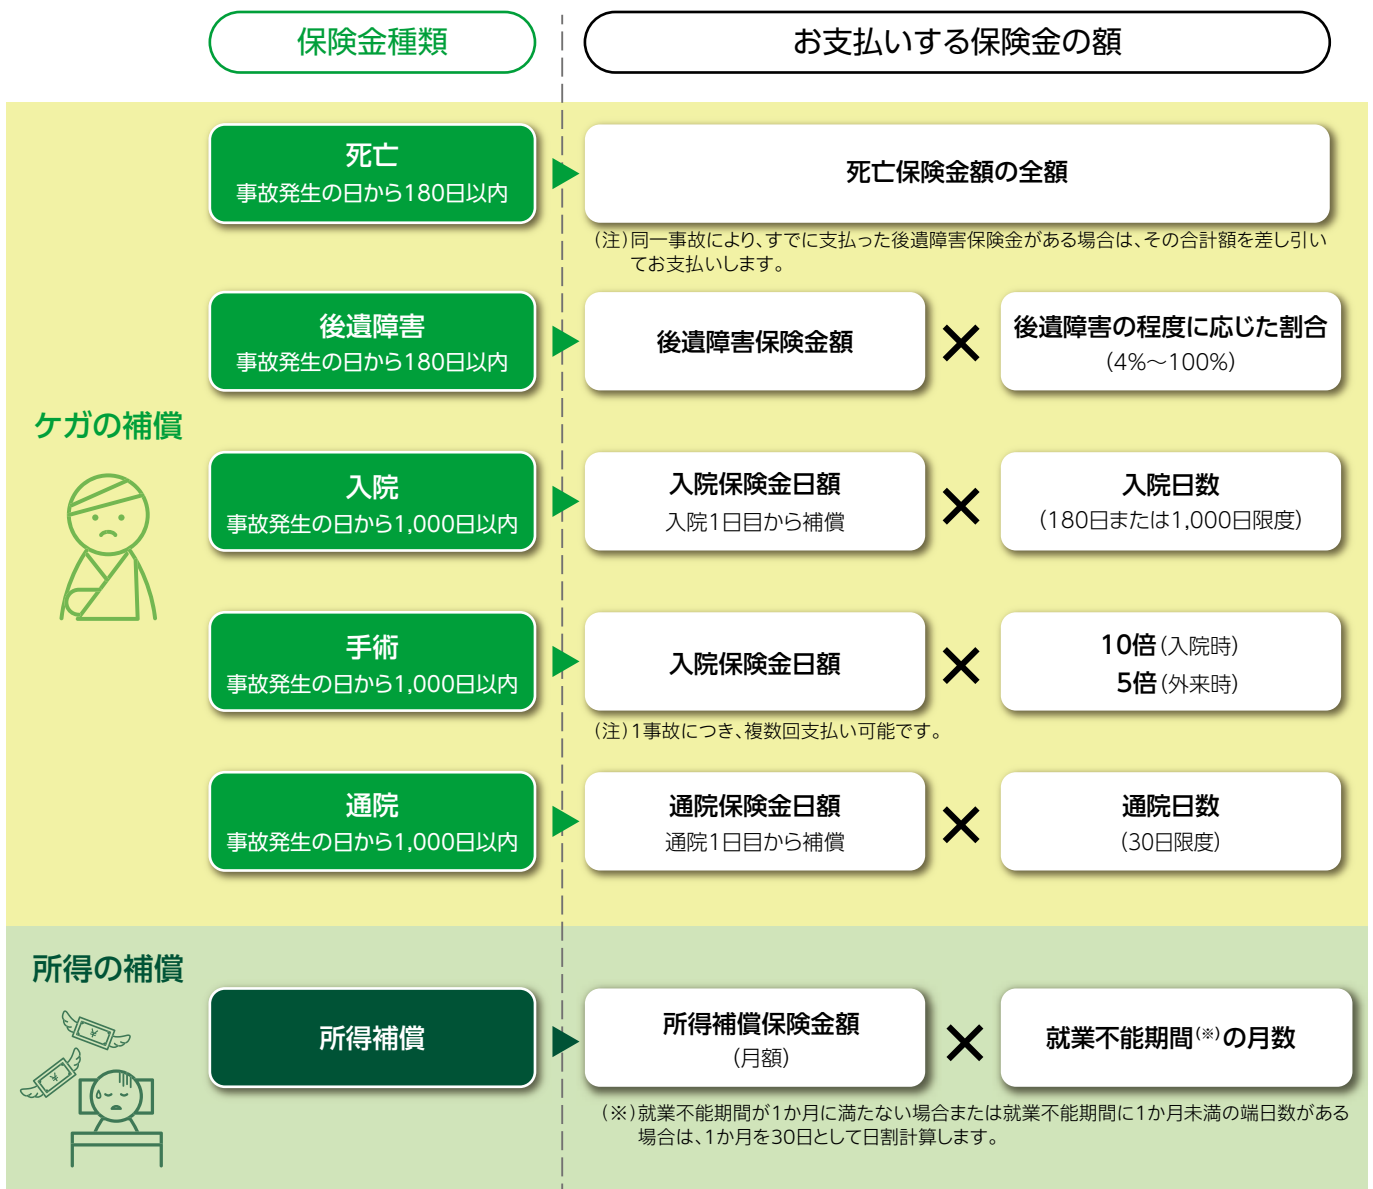 保険金種類
お支払いする保険金の額
ケガの補償
死亡
事故発生の日から180日以内
死亡保険金額の全額
（注）同一事故により、すでに支払った後遺障害保険金がある場合は、その合計額を差し引い
てお支払いします。
後遺障害
事故発生の日から180日以内
後遺障害保険金額
×
後遺障害の程度に応じた割合
（4%～100%）
入院
事故発生の日から1,000日以内
入院保険金日額
入院1日目から補償
×
入院日数
（180日または1,000日限度）
手術
事故発生の日から1,000日以内
入院保険金日額
×
10倍（入院時）
5倍（外来時）
（注）1事故につき、複数回支払い可能です。
通院
事故発生の日から1,000日以内
通院保険金日額
通院1日目から補償
×
通院日数
（30日限度）
所得の補償
¥
¥
所得補償
所得補償保険金額
（月額）
×
就業不能期間（※）の月数
（※）就業不能期間が1か月に満たない場合または就業不能期間に1か月未満の端日数がある
場合は、1か月を30日として日割計算します。